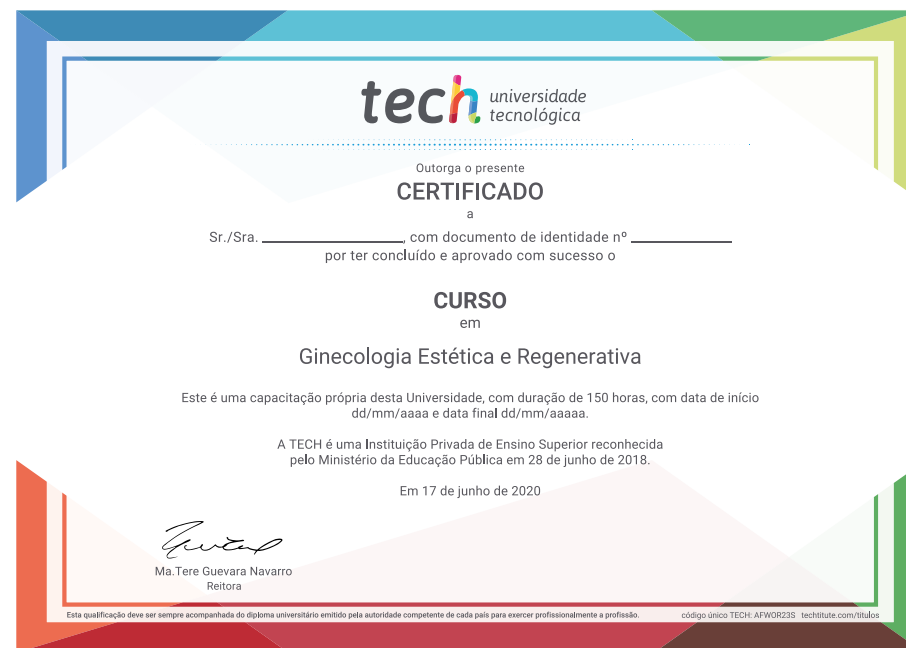 tech universidade
tecnológica
Outorga o presente
CERTIFICADO
a
Sr./Sra. ____________________, com documento de identidade nº ______________
por ter concluído e aprovado com sucesso o
CURSO
em
Ginecologia Estética e Regenerativa
Este é uma capacitação própria desta Universidade, com duração de 150 horas, com data de início
dd/mm/aaaa e data final dd/mm/aaaaa.
A TECH é uma Instituição Privada de Ensino Superior reconhecida
pelo Ministério da Educação Pública em 28 de junho de 2018.
Em 17 de junho de 2020
Ma.Tere Guevara Navarro
Reitora
Esta qualificação deve ser sempre acompanhada do diploma universitário emitido pela autoridade competente de cada país para exercer profissionalmente a profissão. código único TECH: AFWOR23S techtitute.com/titulos